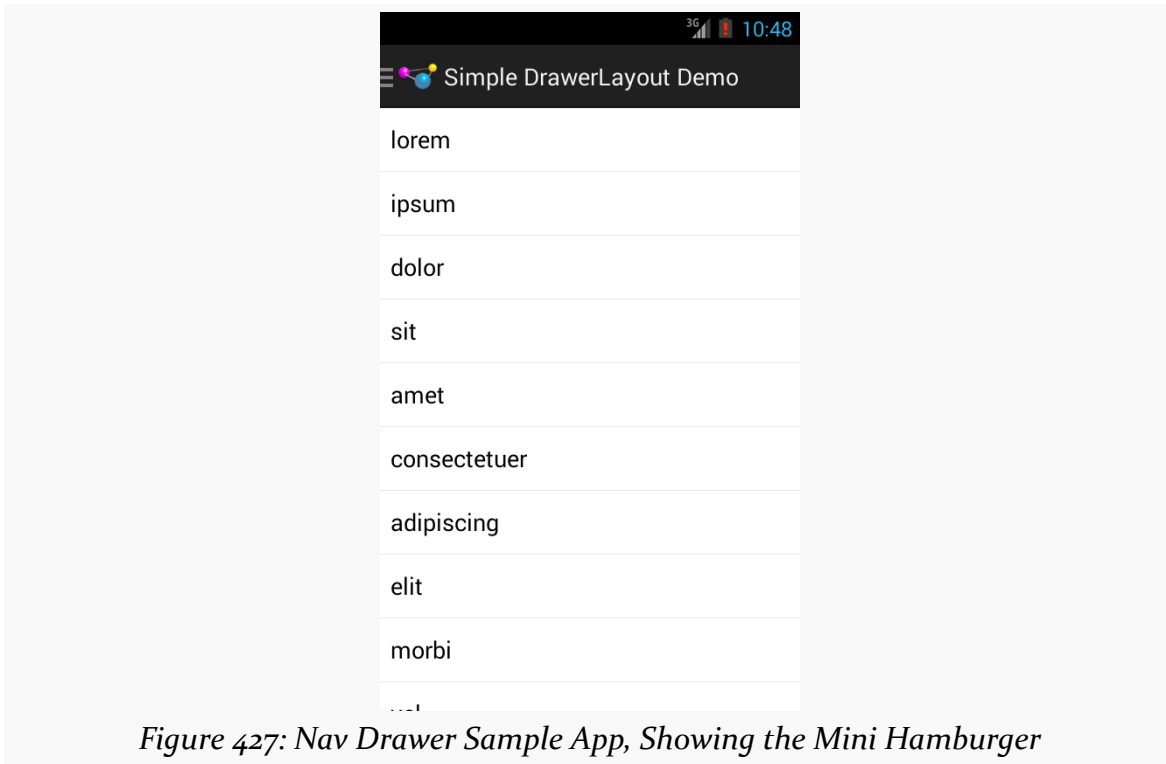 3G 10:48
Simple DrawerLayout Demo
lorem
ipsum
dolor
sit
amet
consectetuer
adipiscing
elit
morbi
Figure 427: Nav Drawer Sample App, Showing the Mini Hamburger